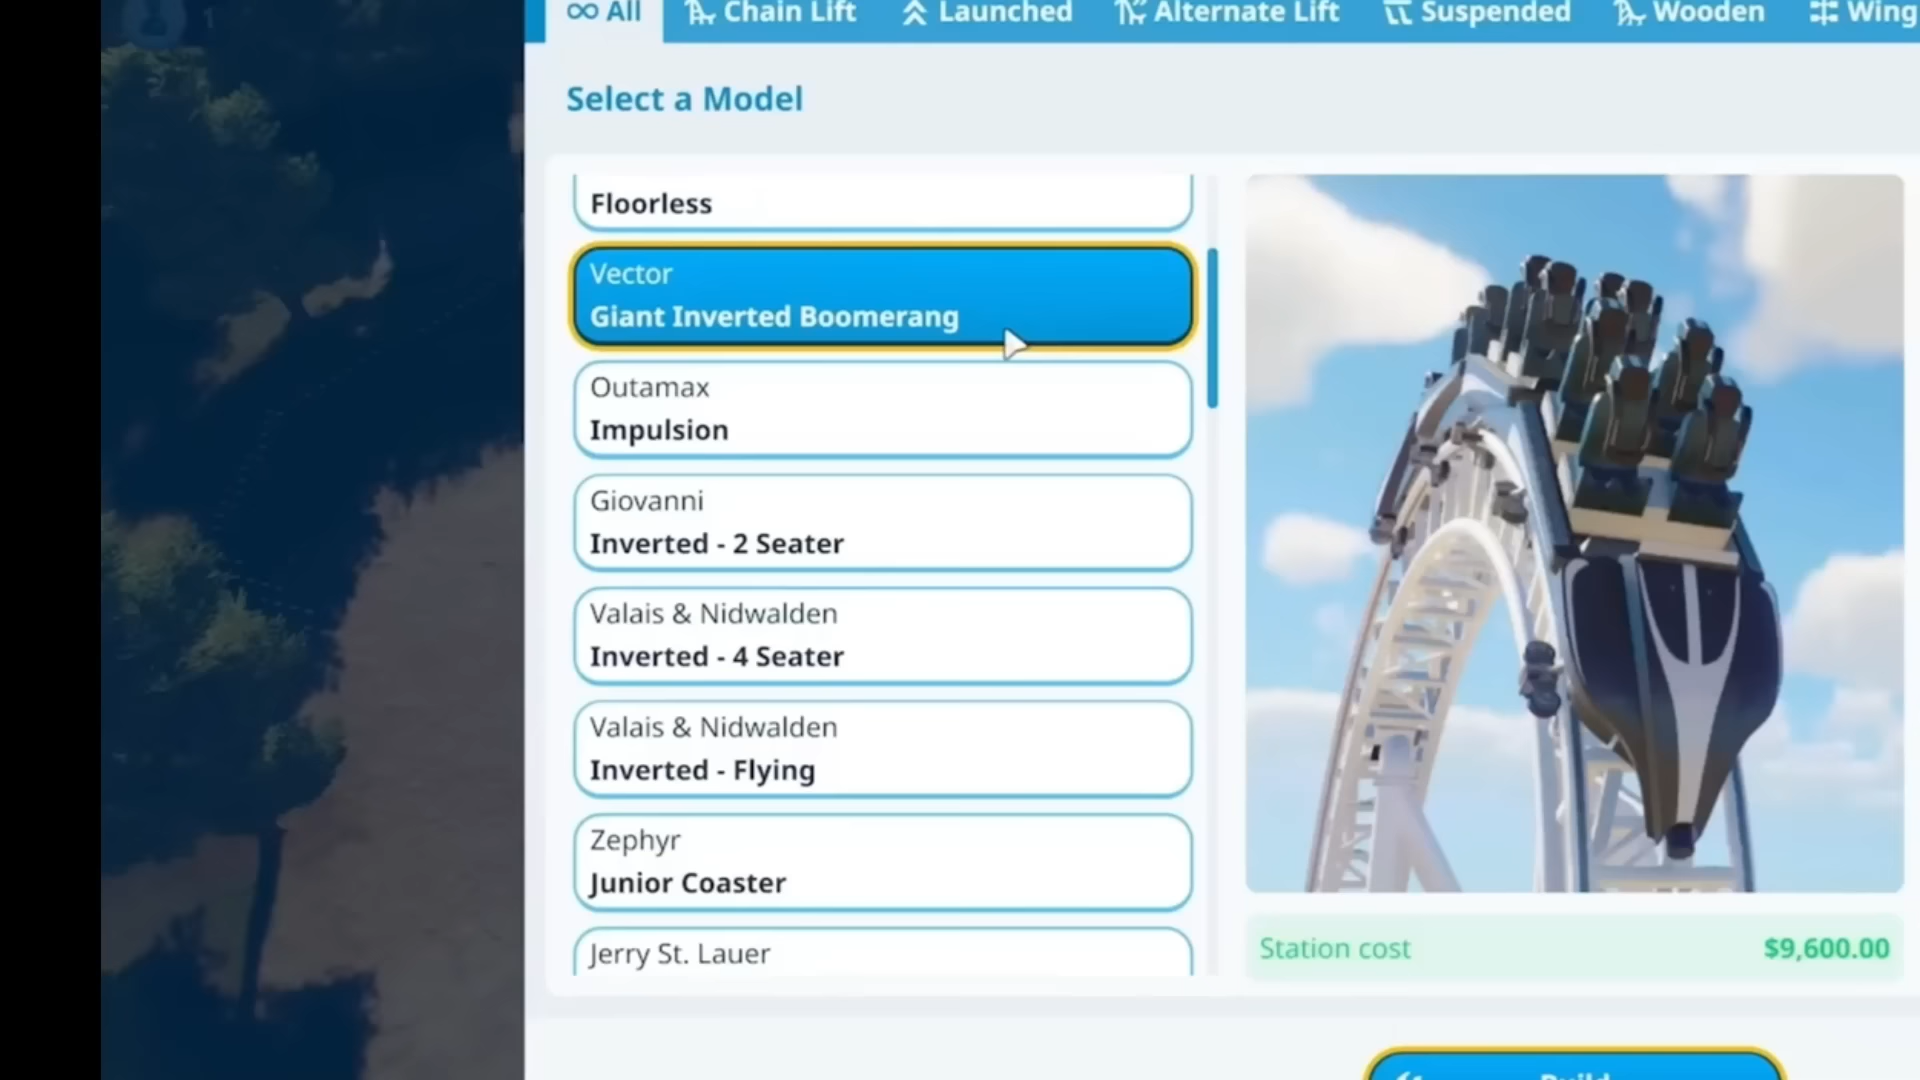 All
Chain Lift
Launched
Alternate Lift
Suspended
Wooden
Wing
Select a Model
Floorless
Vector
Giant Inverted Boomerang
Outamax
Impulsion
Giovanni
Inverted - 2 Seater
Valais & Nidwalden
Inverted - 4 Seater
Valais & Nidwalden
Inverted - Flying
Zephyr
Junior Coaster
Jerry St. Lauer
Station cost
$9,600.00
Build